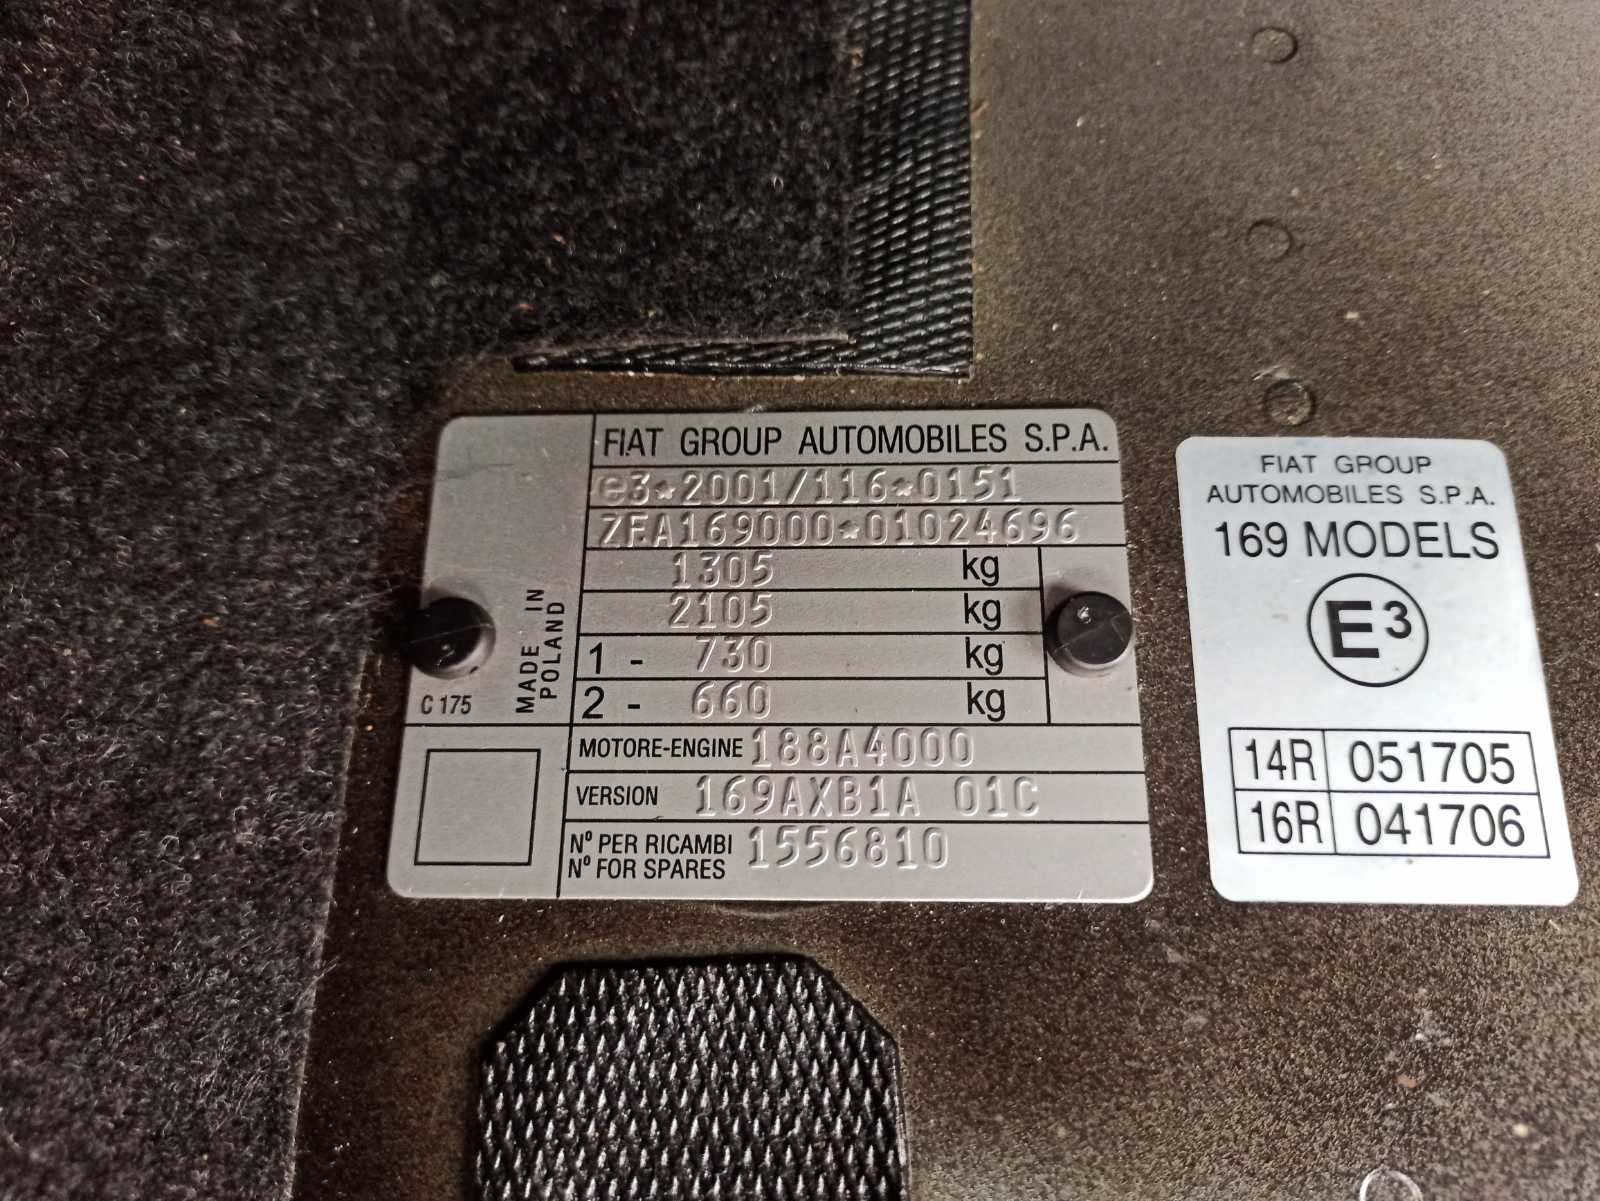 FIAT GROUP AUTOMOBILES S.P.A.
e3*2001/116*0151
ZFA169000*01024696
1305 kg
2105 kg
1 - 730 kg
2 - 660 kg
MADE IN
POLAND
C 175
MOTORE-ENGINE 188A4000
VERSION 169AXB1A 01C
N° PER RICAMBI 1556810
N° FOR SPARES
FIAT GROUP
AUTOMOBILES S.P.A.
169 MODELS
E3
14R 051705
16R 041706